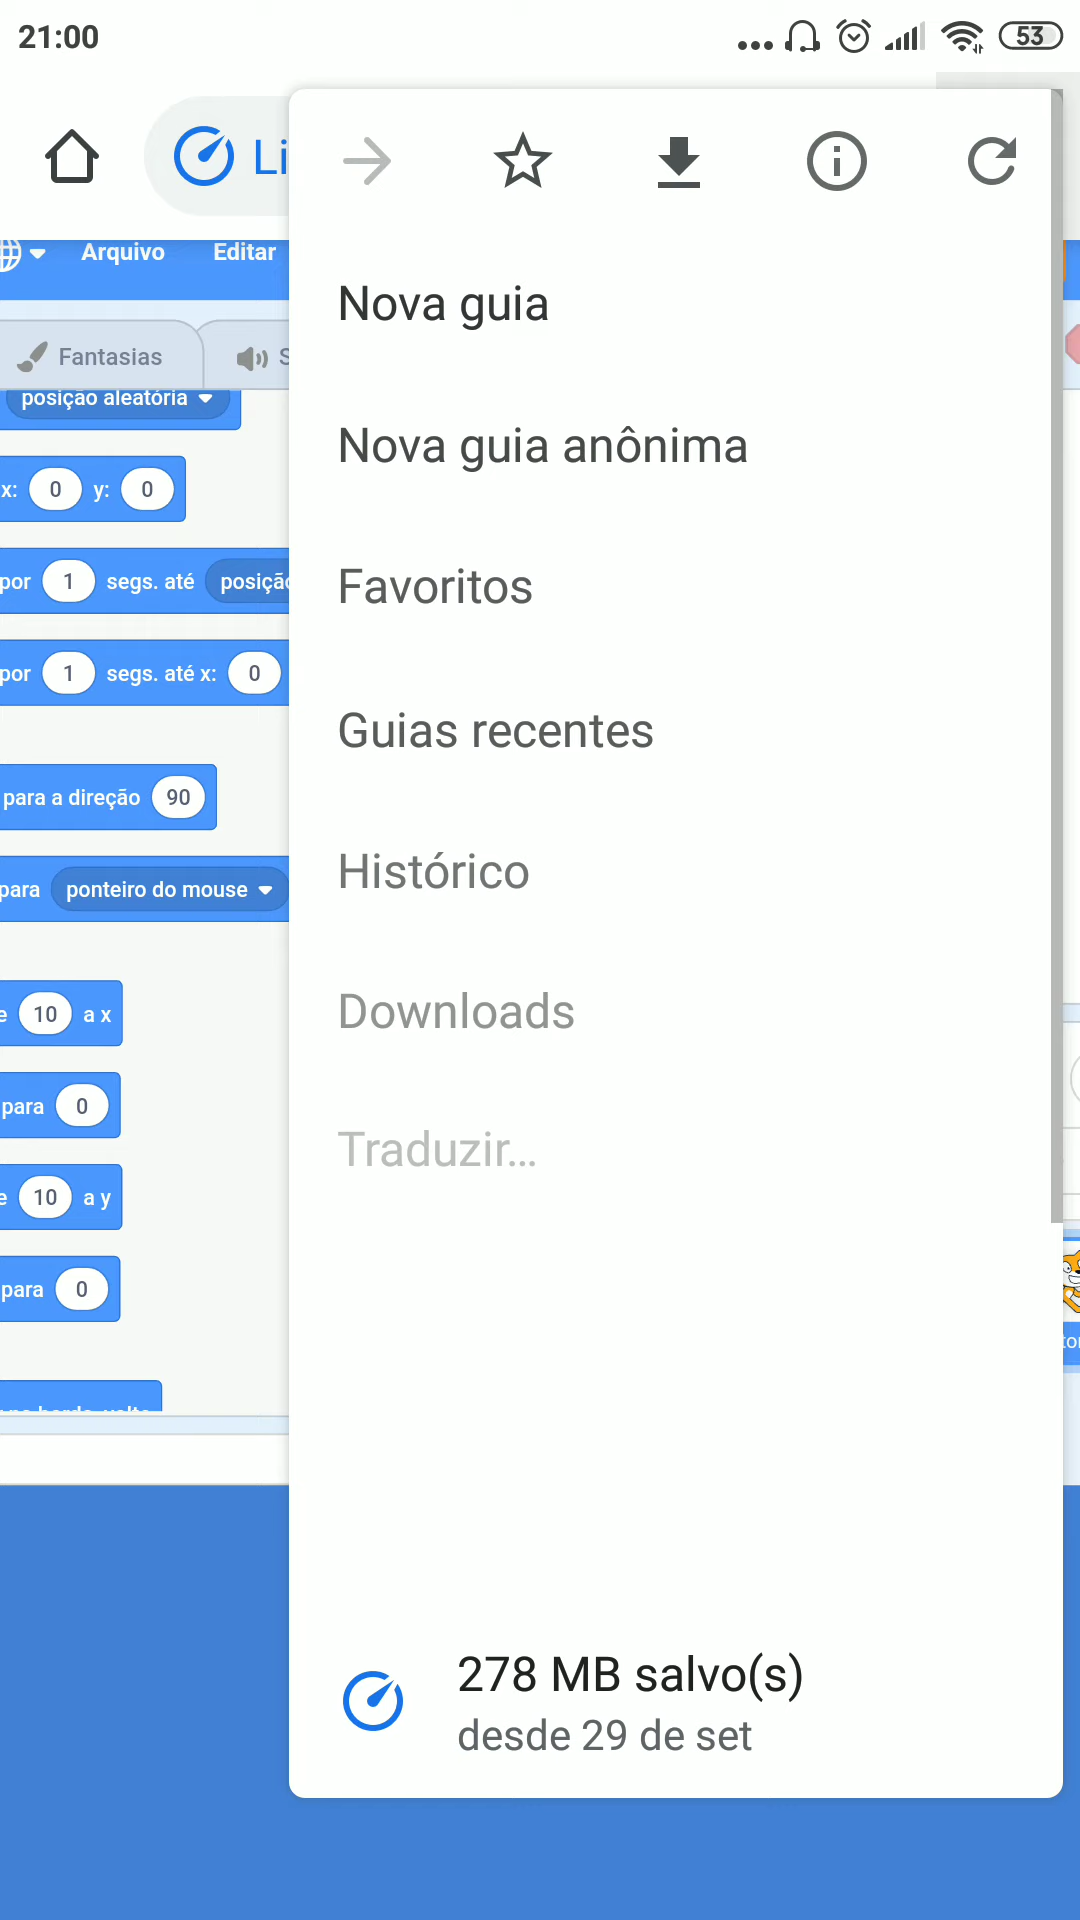 21:00
53
Li
Arquivo Editar
Fantasias S
posição aleatória
x: 0 y: 0
por 1 segs. até posição
por 1 segs. até x: 0
para a direção 90
para ponteiro do mouse
e 10 a x
para 0
e 10 a y
para 0
Nova guia
Nova guia anônima
Favoritos
Guias recentes
Histórico
Downloads
Traduzir...
278 MB salvo(s)
desde 29 de set